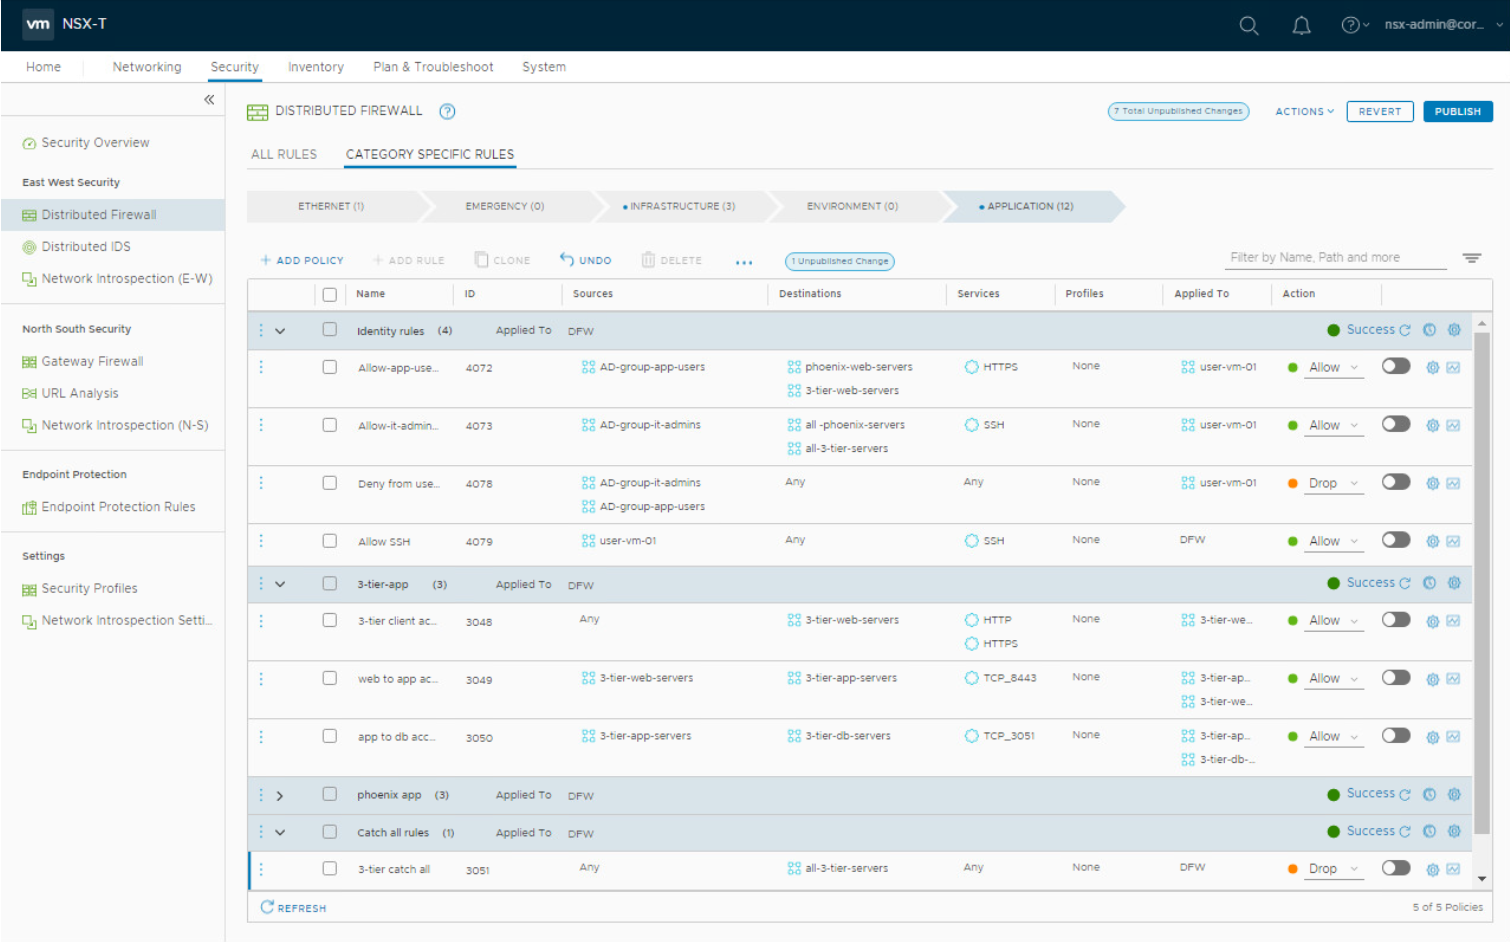 vm NSX-T nsx-admin@cor...
Home Networking Security Inventory Plan & Troubleshoot System
«
DISTRIBUTED FIREWALL ? 7 Total Unpublished Changes ACTIONS REVERT PUBLISH
Security Overview
ALL RULES CATEGORY SPECIFIC RULES
East West Security
ETHERNET (1) EMERGENCY (0) • INFRASTRUCTURE (3) ENVIRONMENT (0) • APPLICATION (12)
Distributed Firewall
Distributed IDS
Network Introspection (E-W)
North South Security
Gateway Firewall
URL Analysis
Network Introspection (N-S)
Endpoint Protection
Endpoint Protection Rules
Settings
Security Profiles
Network Introspection Setti...
+ ADD POLICY + ADD RULE CLONE UNDO DELETE ... 1 Unpublished Change Filter by Name, Path and more
Name ID Sources Destinations Services Profiles Applied To Action
Identity rules (4) Applied To DFW Success
Allow-app-use... 4072 AD-group-app-users phoenix-web-servers HTTPS None user-vm-01 Allow
3-tier-web-servers
Allow-it-admin... 4073 AD-group-it-admins all -phoenix-servers SSH None user-vm-01 Allow
all-3-tier-servers
Deny from use... 4078 AD-group-it-admins Any Any None user-vm-01 Drop
AD-group-app-users
Allow SSH 4079 user-vm-01 Any SSH None DFW Allow
3-tier-app (3) Applied To DFW Success
3-tier client ac... 3048 Any 3-tier-web-servers HTTP None 3-tier-we... Allow
HTTPS
web to app ac... 3049 3-tier-web-servers 3-tier-app-servers TCP_8443 None 3-tier-ap... Allow
3-tier-we...
app to db acc... 3050 3-tier-app-servers 3-tier-db-servers TCP_3051 None 3-tier-ap... Allow
3-tier-db-...
phoenix app (3) Applied To DFW Success
Catch all rules (1) Applied To DFW Success
3-tier catch all 3051 Any all-3-tier-servers Any None DFW Drop
REFRESH 5 of 5 Policies